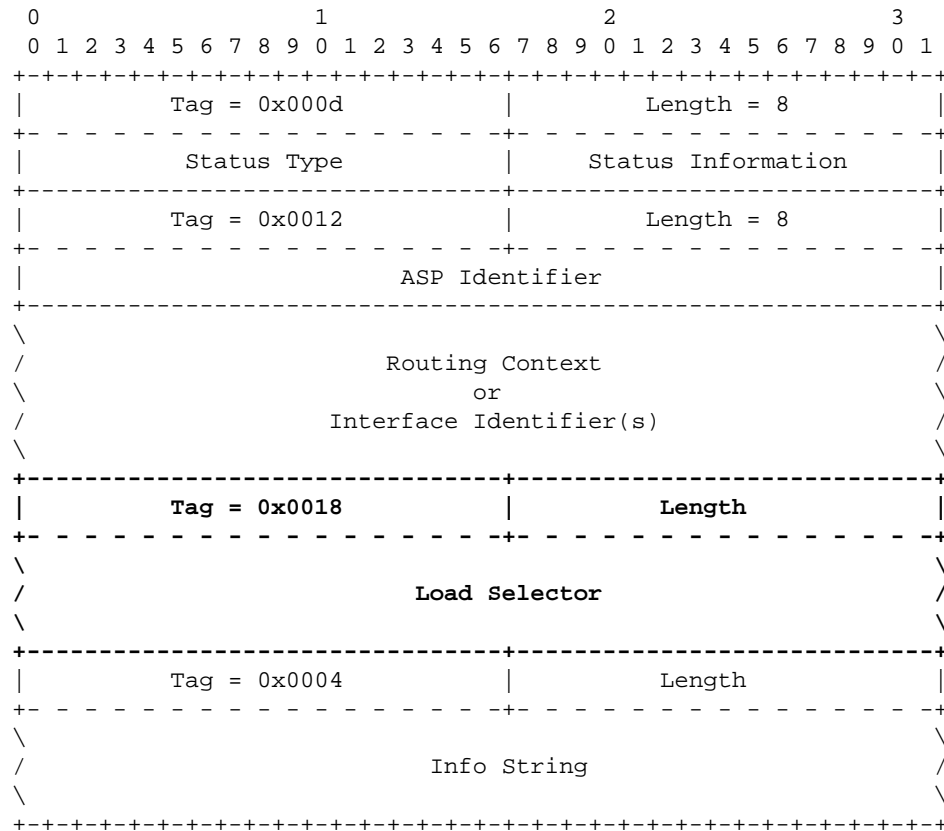 0                   1                   2                   3
 0 1 2 3 4 5 6 7 8 9 0 1 2 3 4 5 6 7 8 9 0 1 2 3 4 5 6 7 8 9 0 1
+-+-+-+-+-+-+-+-+-+-+-+-+-+-+-+-+-+-+-+-+-+-+-+-+-+-+-+-+-+-+-+-+
|          Tag = 0x000d           |         Length = 8          |
+- - - - - - - - - - - - - - - - -+- - - - - - - - - - - - - - -+
|           Status Type           |     Status Information      |
+---------------------------------+-----------------------------+
|          Tag = 0x0012           |         Length = 8          |
+- - - - - - - - - - - - - - - - -+- - - - - - - - - - - - - - -+
|                          ASP Identifier                       |
+---------------------------------------------------------------+
\                                                               \
/                         Routing Context                       /
\                               or                              \
/                     Interface Identifier(s)                   /
\                                                               \
+---------------------------------+-----------------------------+
|          Tag = 0x0018           |          Length             |
+- - - - - - - - - - - - - - - - -+- - - - - - - - - - - - - - -+
\                                                               \
/                           Load Selector                       /
\                                                               \
+---------------------------------+-----------------------------+
|          Tag = 0x0004           |          Length             |
+- - - - - - - - - - - - - - - - -+- - - - - - - - - - - - - - -+
\                                                               \
/                            Info String                        /
\                                                               \
+-+-+-+-+-+-+-+-+-+-+-+-+-+-+-+-+-+-+-+-+-+-+-+-+-+-+-+-+-+-+-+-+